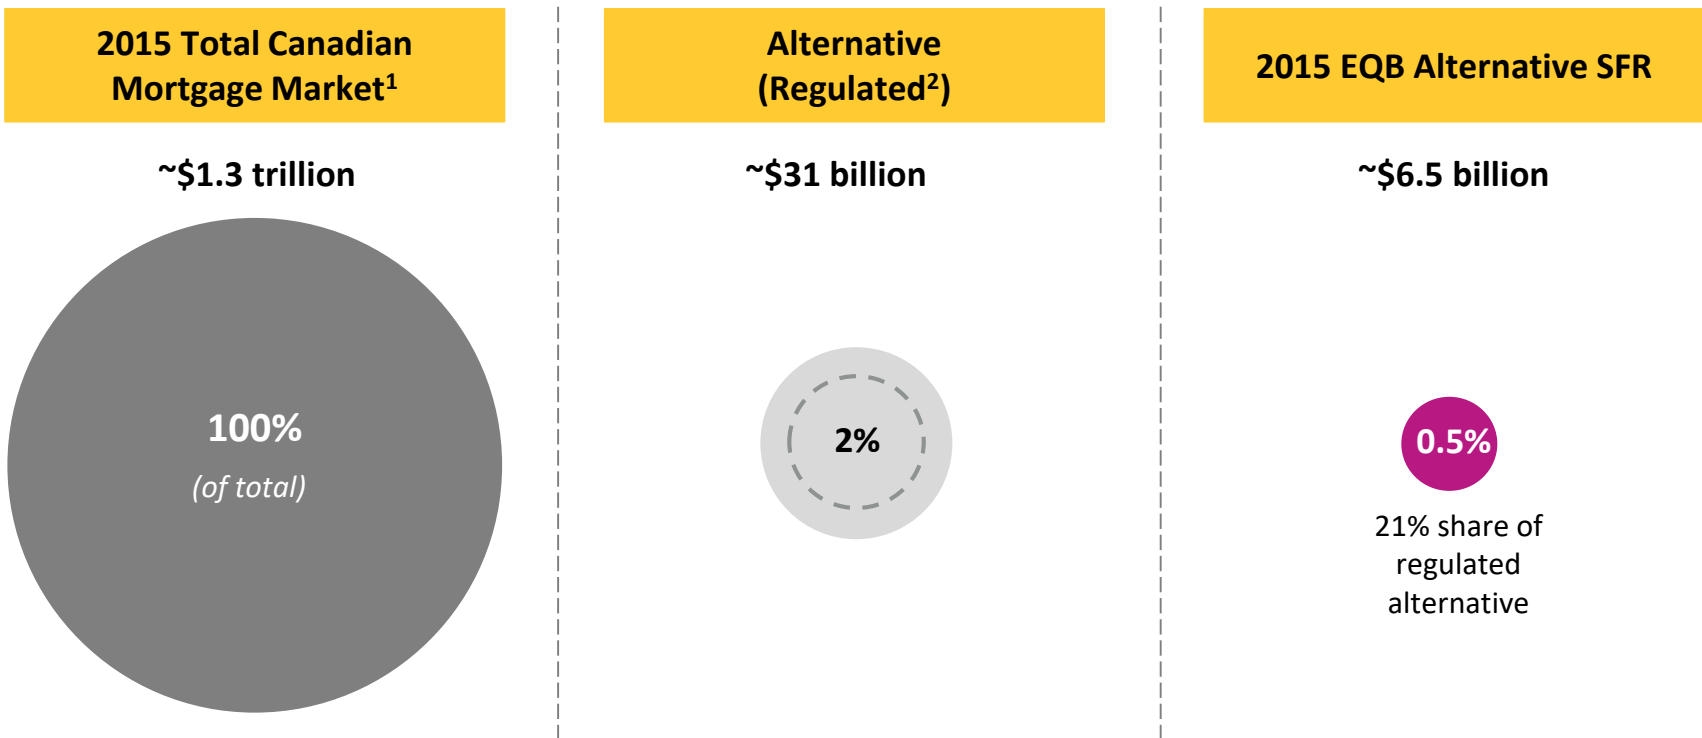 2015 Total Canadian
Mortgage Market¹
~$1.3 trillion
100%
(of total)
Alternative
(Regulated²)
~$31 billion
2%
2015 EQB Alternative SFR
~$6.5 billion
0.5%
21% share of
regulated
alternative